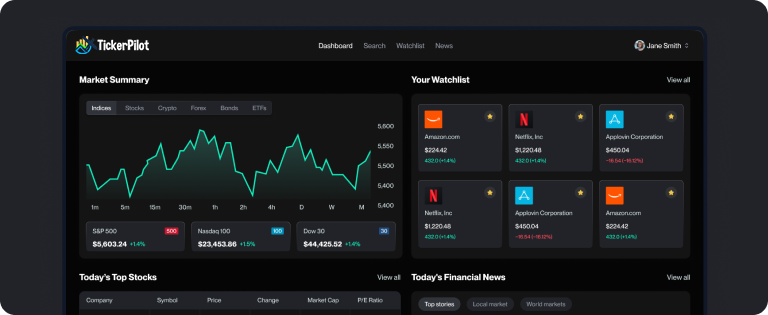 TickerPilot
Dashboard Search Watchlist News
Jane Smith
Market Summary
Indices Stocks Crypto Forex Bonds ETFs
5,600
5,550
5,500
5,400
5,400
1m 5m 15m 30m 1h 2h 4h D W M
S&P 500 500
$5,603.24 +1.4%
Nasdaq 100 100
$23,453.86 +1.5%
Dow 30 30
$44,425.52 +1.4%
Your Watchlist View all
Amazon.com
$224.42
432.0 (+1.4%)
Netflix, Inc
$1,220.48
432.0 (+1.4%)
Applovin Corporation
$450.04
-16.54 (-16.12%)
Netflix, Inc
$1,220.48
432.0 (+1.4%)
Applovin Corporation
$450.04
-16.54 (-16.12%)
Amazon.com
$224.42
432.0 (+1.4%)
Today's Top Stocks View all
Company Symbol Price Change Market Cap P/E Ratio
Today's Financial News View all
Top stories Local market World markets